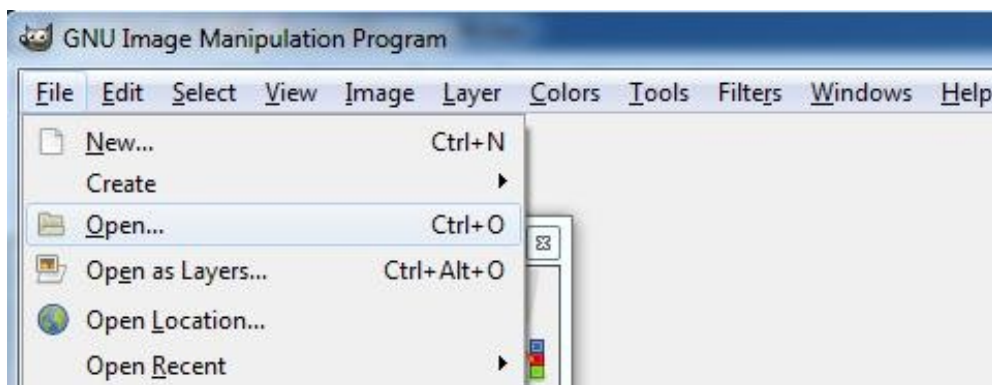 GNU Image Manipulation Program
File Edit Select View Image Layer Colors Tools Filters Windows Help
New... Ctrl+N
Create
Open... Ctrl+O
Open as Layers... Ctrl+Alt+O
Open Location...
Open Recent